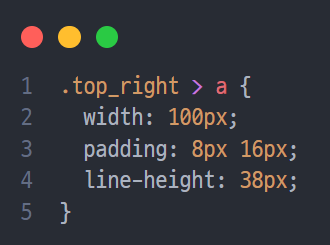 1 .top_right > a {
2   width: 100px;
3   padding: 8px 16px;
4   line-height: 38px;
5 }